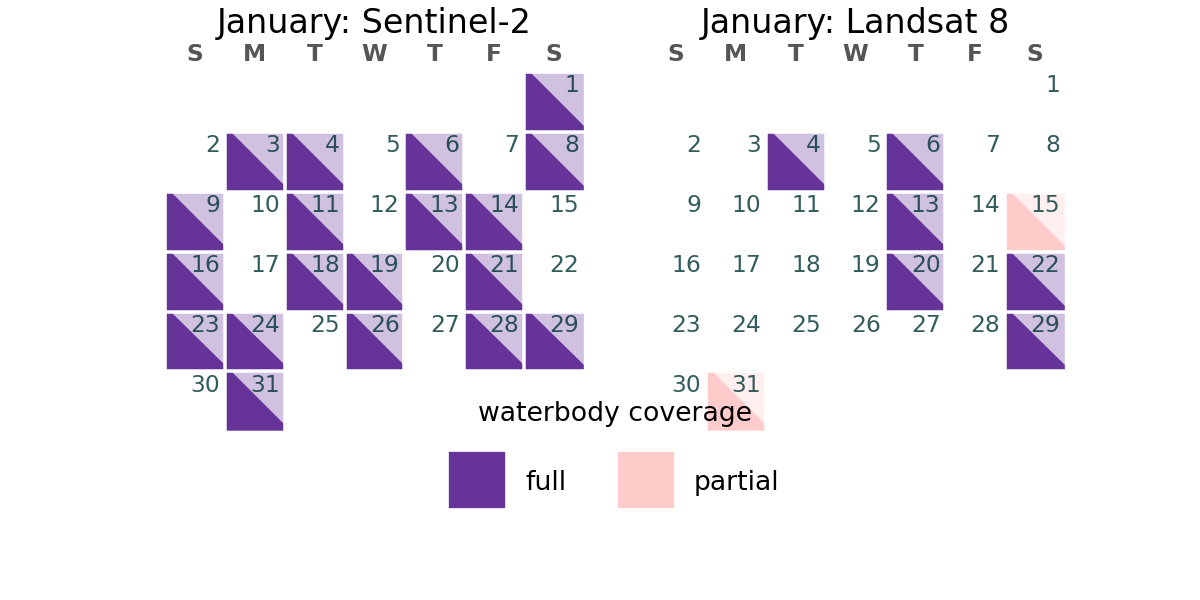 January: Sentinel-2
S M T W T F S
1
2 3 4 5 6 7 8
9 10 11 12 13 14 15
16 17 18 19 20 21 22
23 24 25 26 27 28 29
30 31
January: Landsat 8
S M T W T F S
1
2 3 4 5 6 7 8
9 10 11 12 13 14 15
16 17 18 19 20 21 22
23 24 25 26 27 28 29
30 31
waterbody coverage
full partial